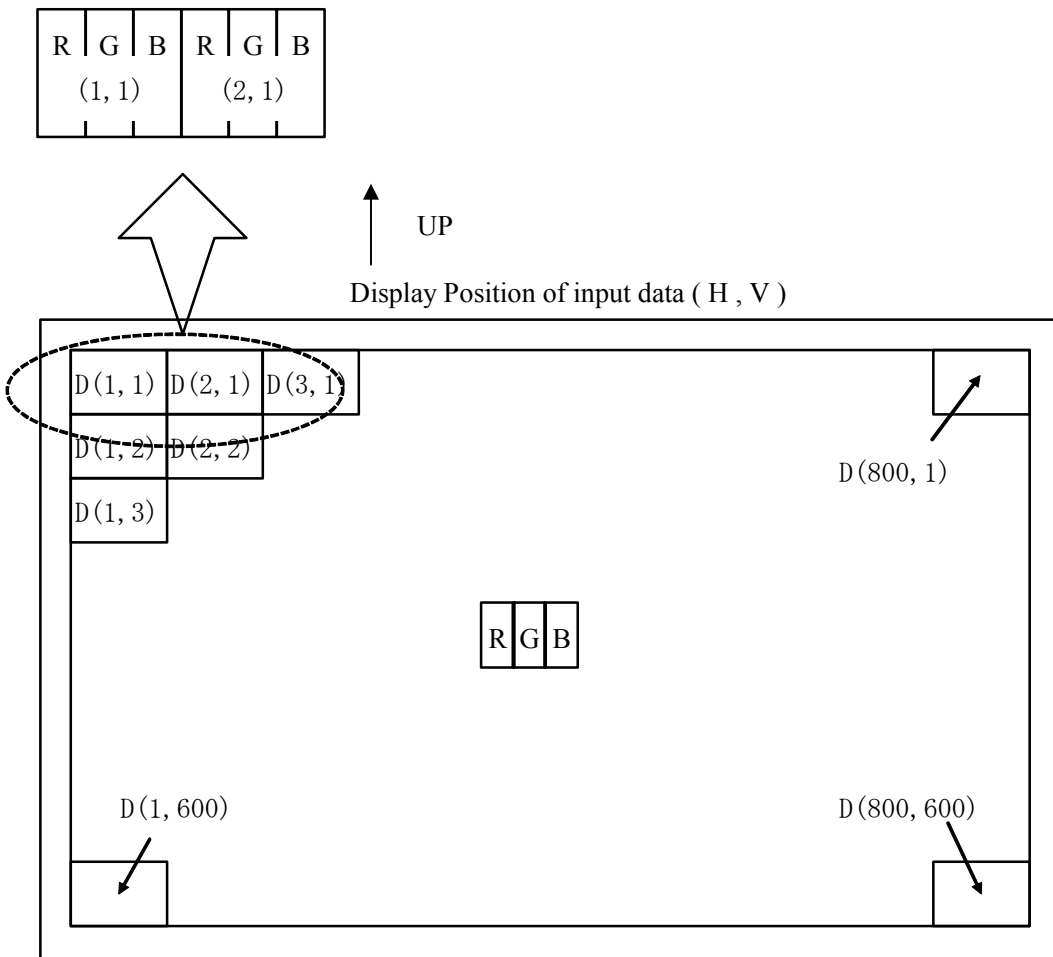 R G B R G B
(1,1) (2,1)
UP
Display Position of input data ( H , V )
D(1,1) D(2,1) D(3,1)
D(1,2) D(2,2)
D(800,1)
D(1,3)
R G B
D(1,600) D(800,600)